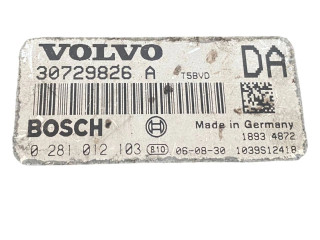 VOLVO
30729826 A T5BVD DA
BOSCH Made in Germany
1893 4872
0 281 012 103 810 06-08-30 1039S12418